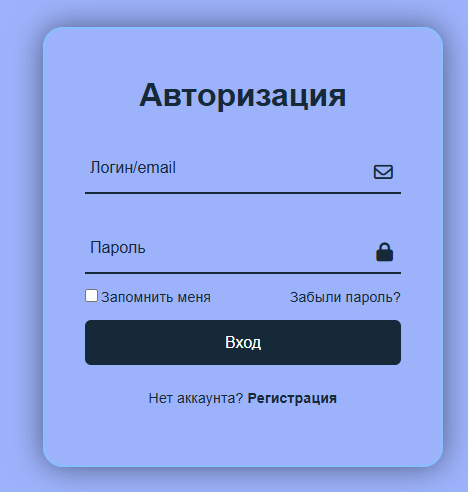 Авторизация
Логин/email
Пароль
Запомнить меня Забыли пароль?
Вход
Нет аккаунта? Регистрация